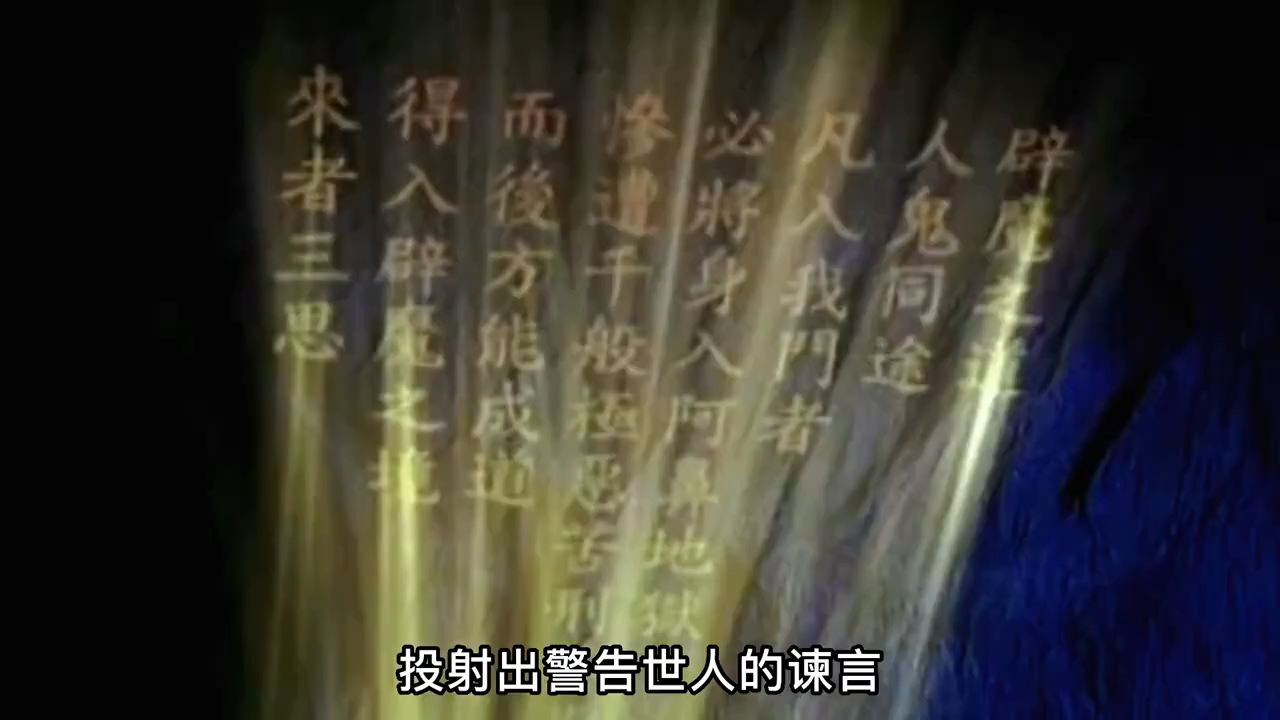 辟魔之道
人鬼同途
凡入我門者
必將身入阿鼻地獄
慘遭千般極惡苦刑
而後方能成道
得入辟魔之境
來者三思
投射出警告世人的谏言